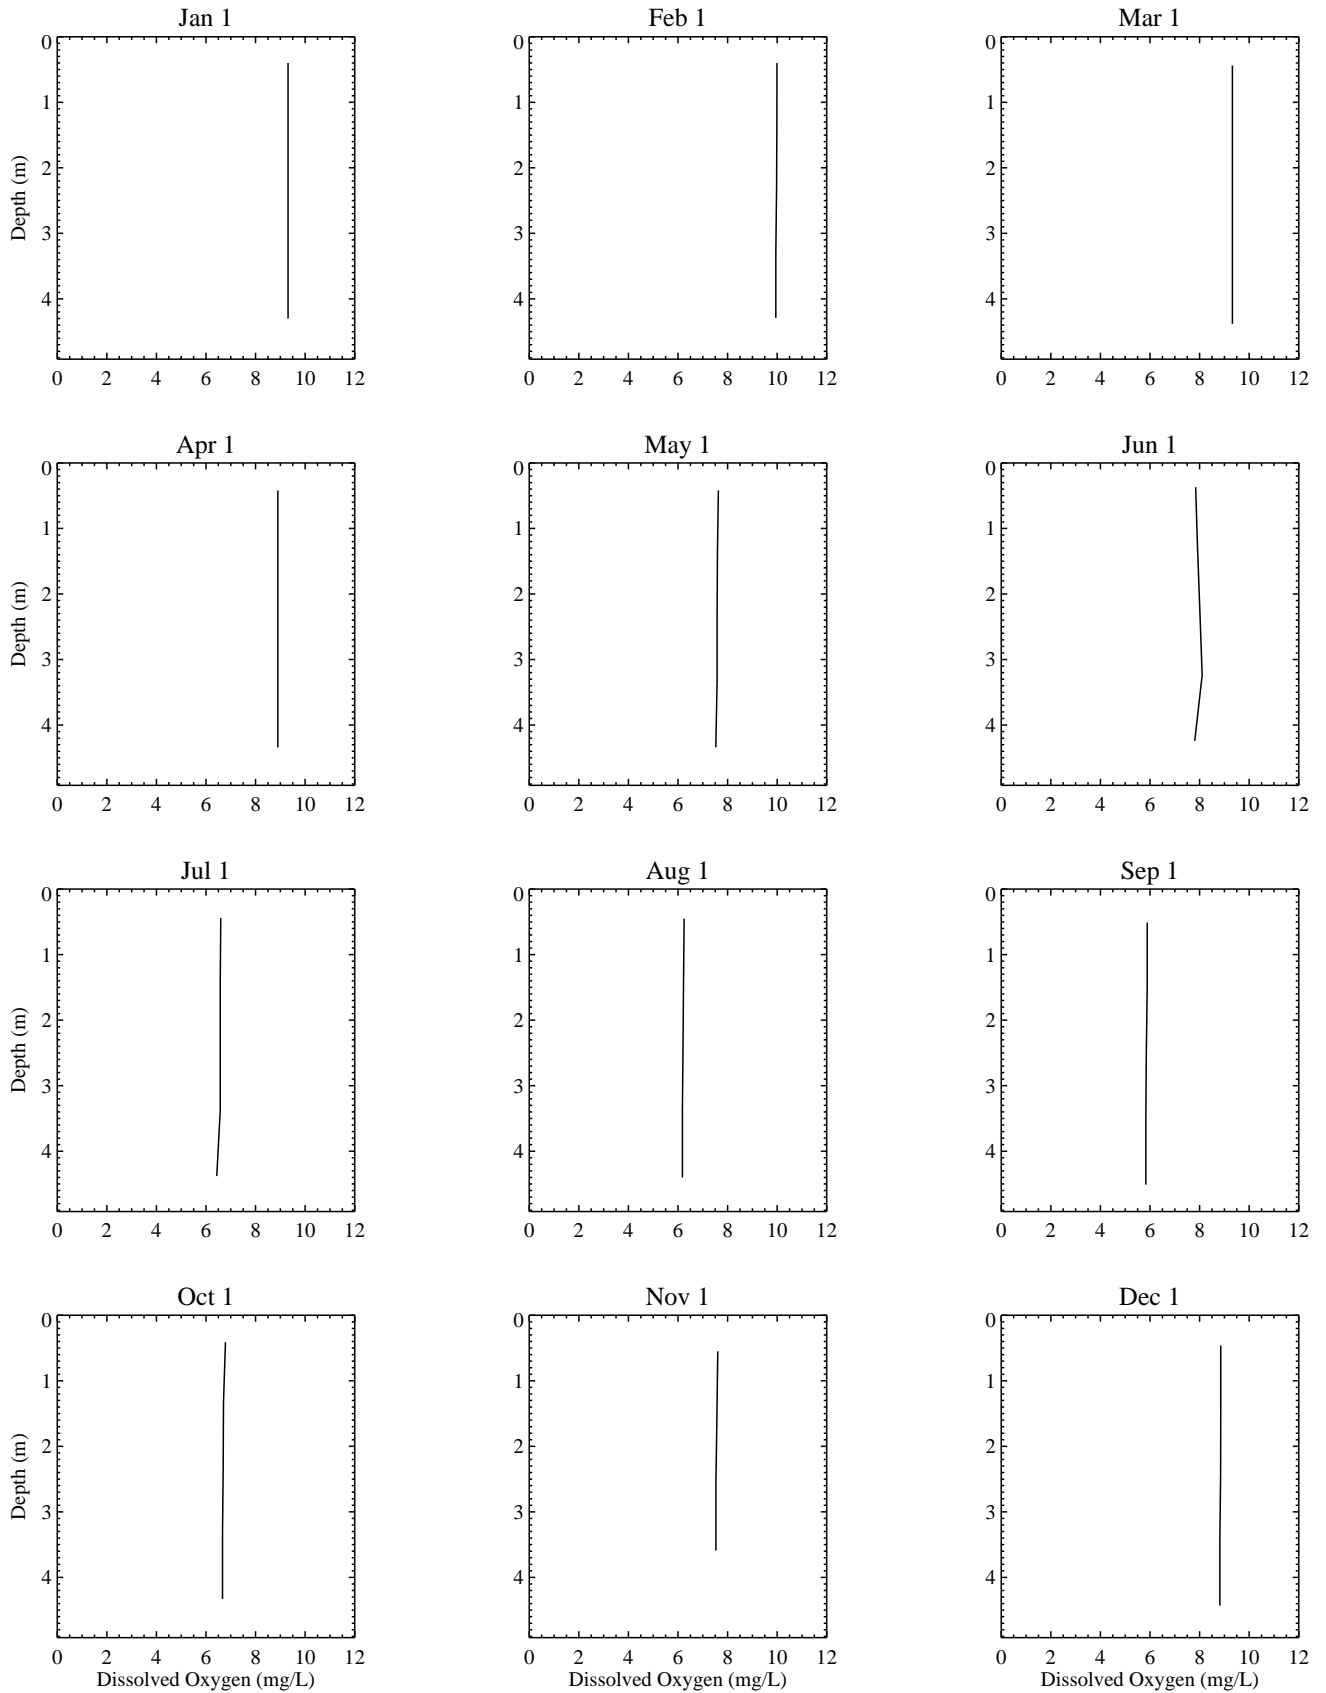 Jan 1 Feb 1 Mar 1
0 0 0
1 1 1
2 2 2
Depth (m)
3 3 3
4 4 4
0 2 4 6 8 10 12 0 2 4 6 8 10 12 0 2 4 6 8 10 12
Apr 1 May 1 Jun 1
0 0 0
1 1 1
2 2 2
Depth (m)
3 3 3
4 4 4
0 2 4 6 8 10 12 0 2 4 6 8 10 12 0 2 4 6 8 10 12
Jul 1 Aug 1 Sep 1
0 0 0
1 1 1
2 2 2
Depth (m)
3 3 3
4 4 4
0 2 4 6 8 10 12 0 2 4 6 8 10 12 0 2 4 6 8 10 12
Oct 1 Nov 1 Dec 1
0 0 0
1 1 1
2 2 2
Depth (m)
3 3 3
4 4 4
0 2 4 6 8 10 12 0 2 4 6 8 10 12 0 2 4 6 8 10 12
Dissolved Oxygen (mg/L) Dissolved Oxygen (mg/L) Dissolved Oxygen (mg/L)